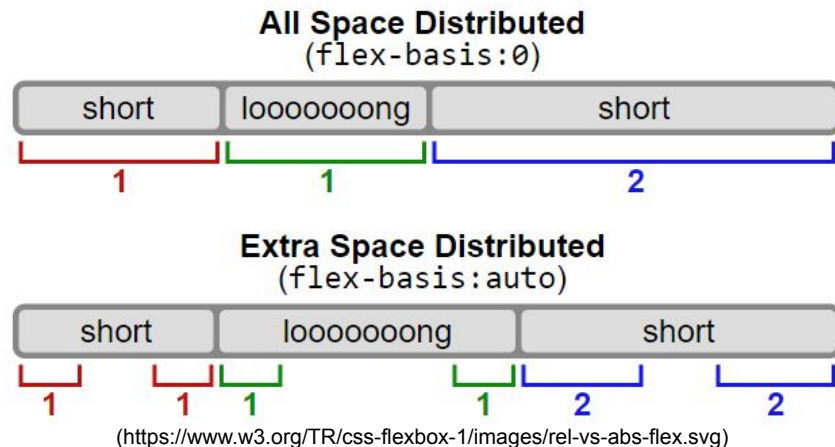 All Space Distributed
(flex-basis:0)
short looooooong short
1 1 2
Extra Space Distributed
(flex-basis:auto)
short looooooong short
1 1 1 1 2 2
(https://www.w3.org/TR/css-flexbox-1/images/rel-vs-abs-flex.svg)